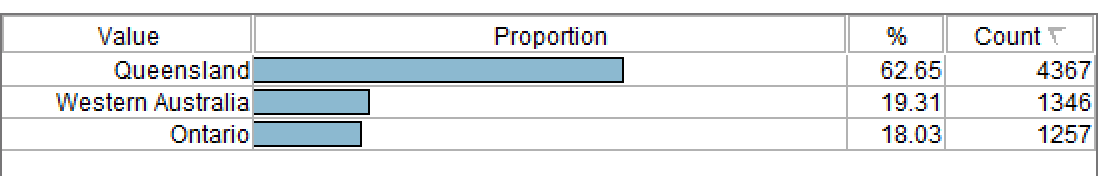 Value Proportion % Count
Queensland 62.65 4367
Western Australia 19.31 1346
Ontario 18.03 1257